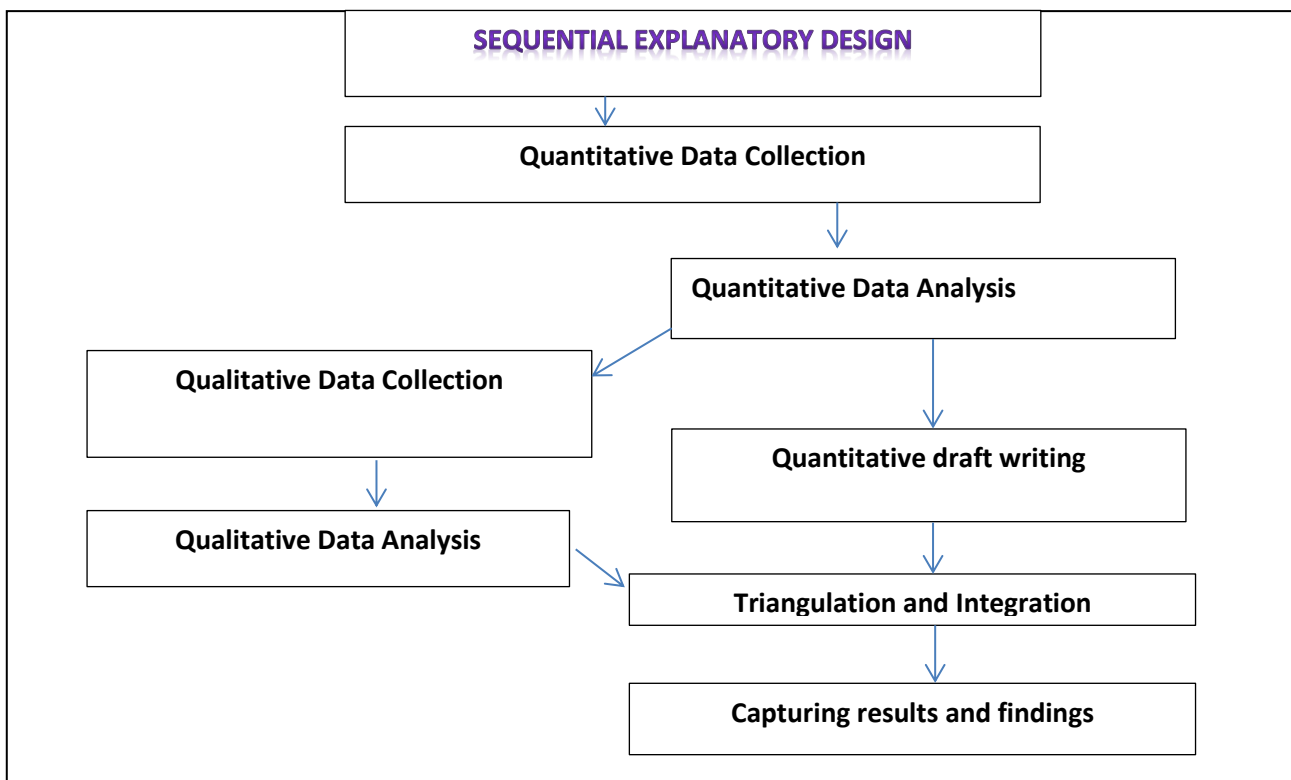 SEQUENTIAL EXPLANATORY DESIGN
Quantitative Data Collection
Quantitative Data Analysis
Qualitative Data Collection
Quantitative draft writing
Qualitative Data Analysis
Triangulation and Integration
Capturing results and findings